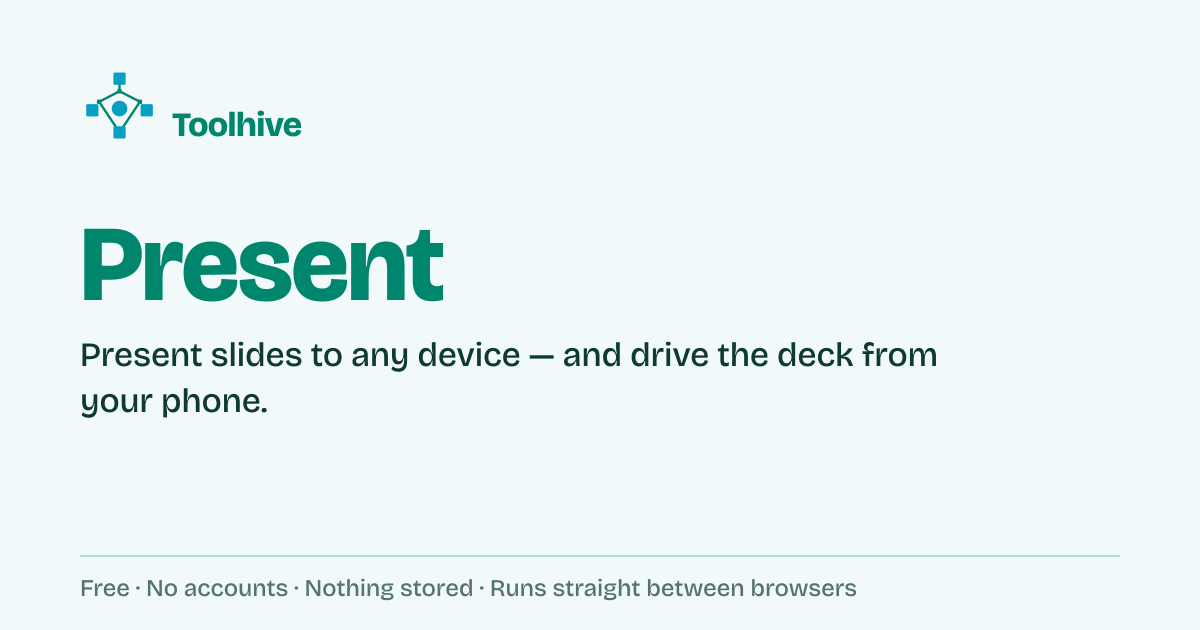 Toolhive
Present
Present slides to any device — and drive the deck from
your phone.
Free · No accounts · Nothing stored · Runs straight between browsers